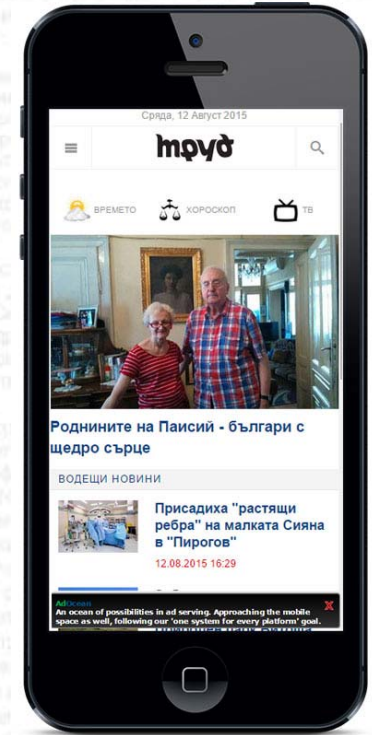 Сряда, 12 Август 2015
труд
ВРЕМЕТО
ХОРОСКОП
ТВ
Роднините на Паисий - българи с
щедро сърце
ВОДЕЩИ НОВИНИ
Присадиха "растящи
ребра" на малката Сияна
в "Пирогов"
12.08.2015 16:29
AdOcean
X
An ocean of possibilities in ad serving. Approaching the mobile
space as well, following our 'one system for every platform' goal.